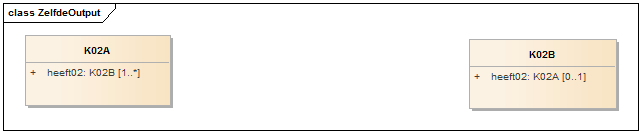 class ZelfdeOutput
K02A
+ heeft02: K02B [1..*]
K02B
+ heeft02: K02A [0..1]